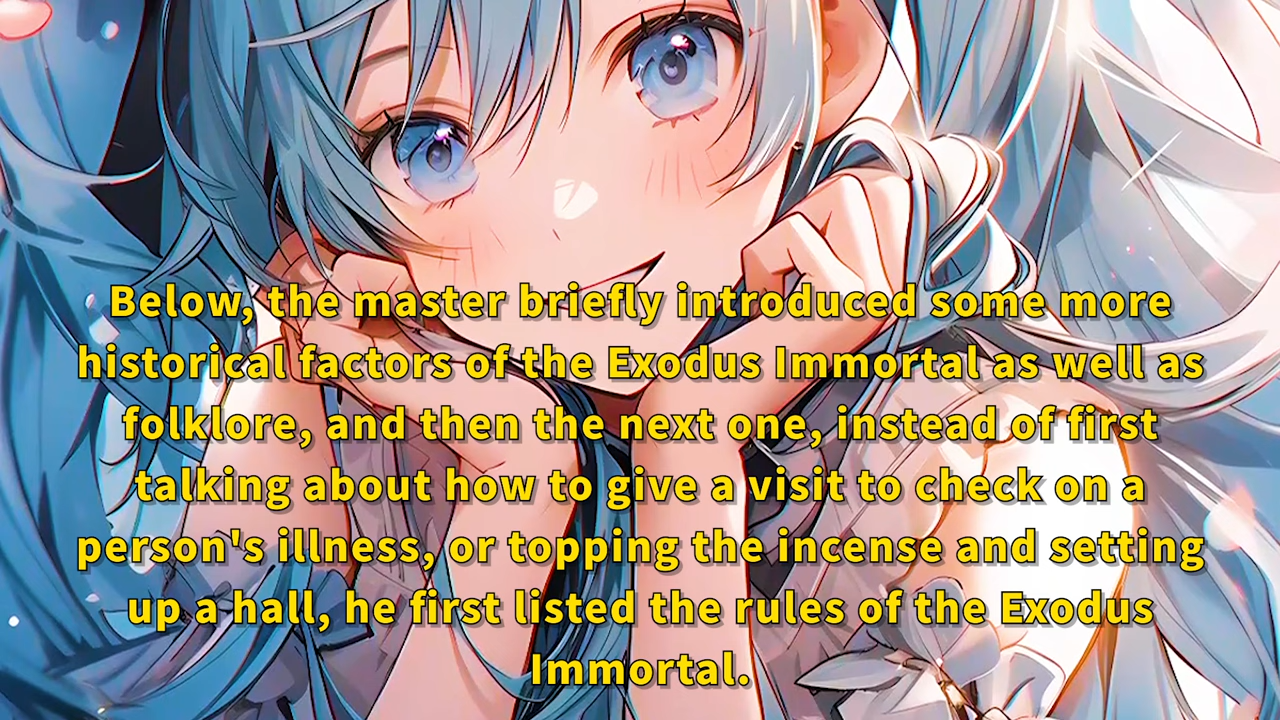 Below, the master briefly introduced some more
historical factors of the Exodus Immortal as well as
folklore, and then the next one, instead of first
talking about how to give a visit to check on a
person's illness, or topping the incense and setting
up a hall, he first listed the rules of the Exodus
Immortal.